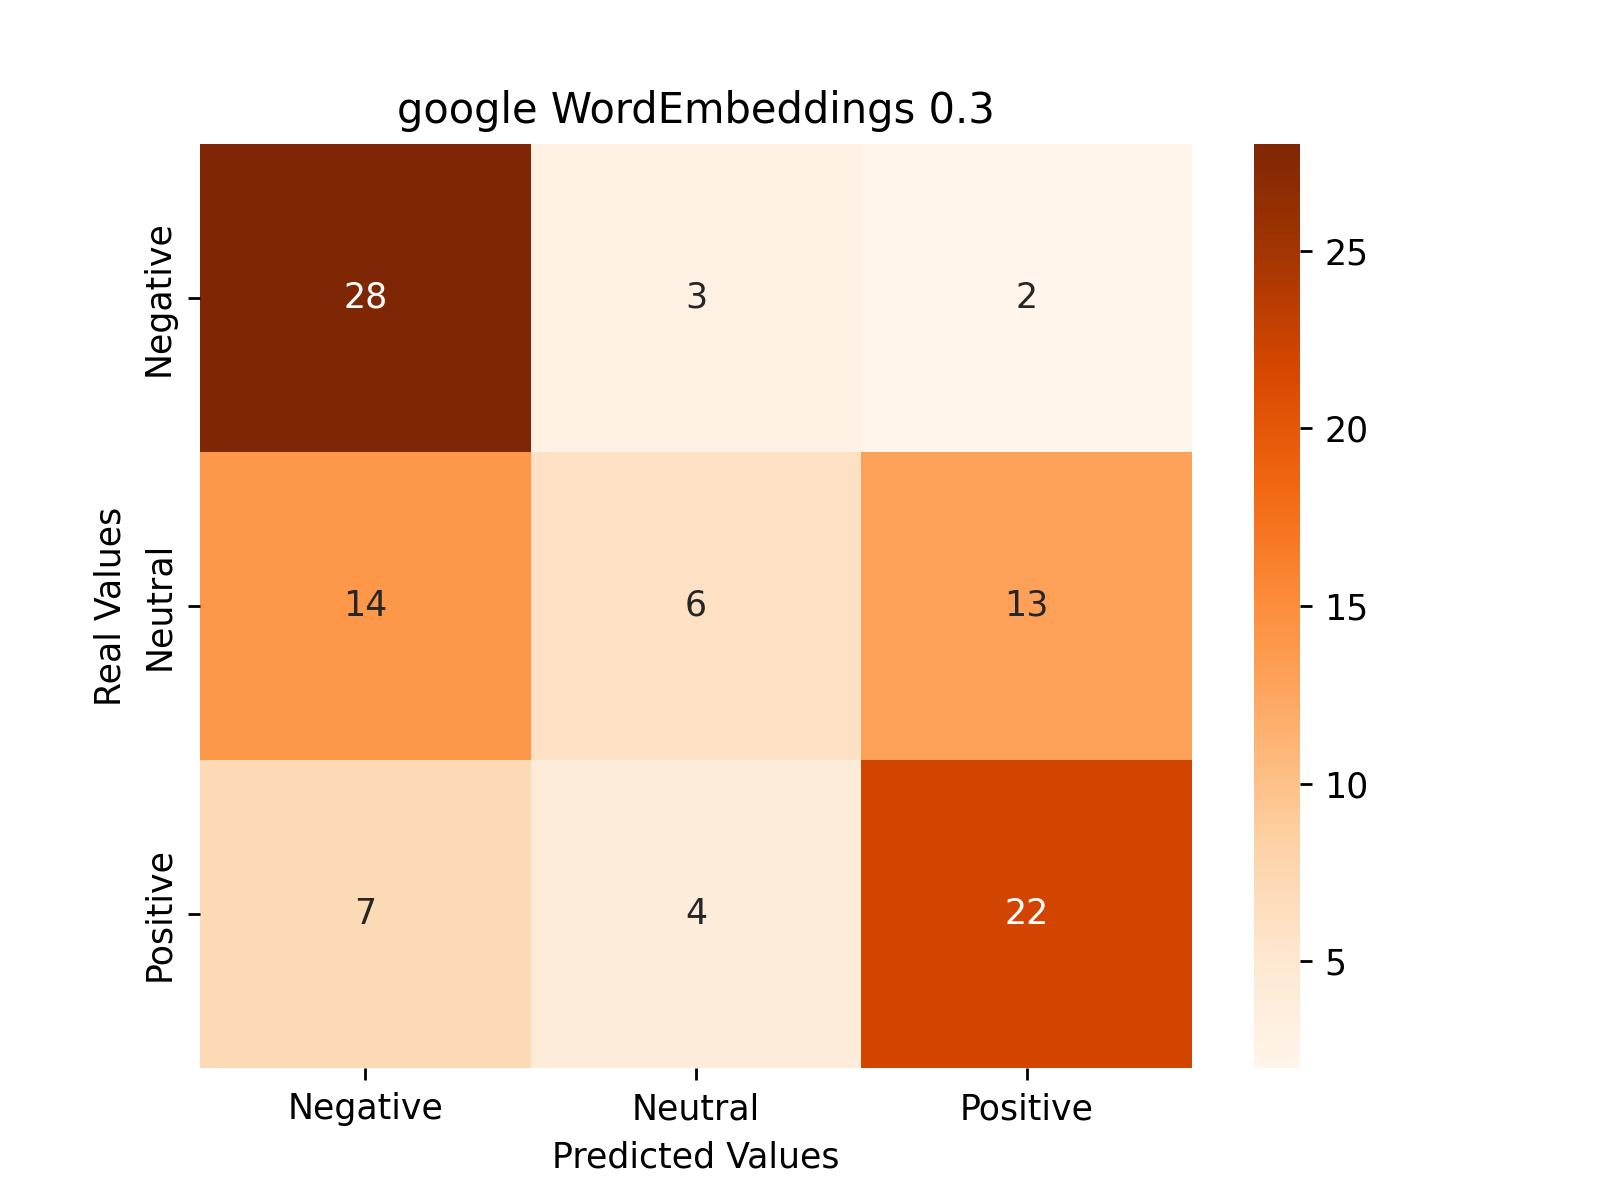 google WordEmbeddings 0.3
Real Values
Negative
28 3 2
Neutral
14 6 13
Positive
7 4 22
Negative Neutral Positive
Predicted Values
25
20
15
10
5